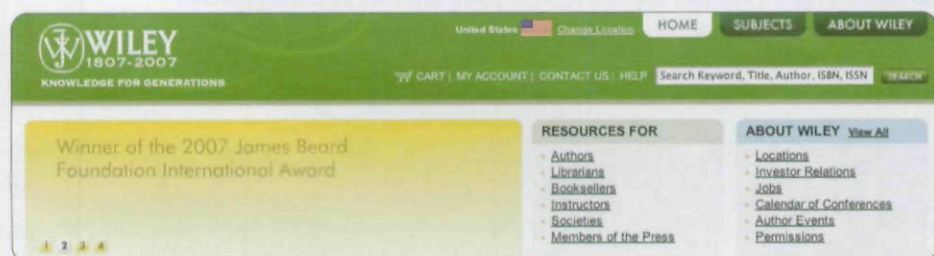 United States Change Location HOME SUBJECTS ABOUT WILEY
WILEY
1807-2007
KNOWLEDGE FOR GENERATIONS
CART | MY ACCOUNT | CONTACT US | HELP Search Keyword, Title, Author, ISBN, ISSN SEARCH
Winner of the 2007 James Beard
Foundation International Award
1 2 3 4
RESOURCES FOR
Authors
Librarians
Booksellers
Instructors
Societies
Members of the Press
ABOUT WILEY View All
Locations
Investor Relations
Jobs
Calendar of Conferences
Author Events
Permissions